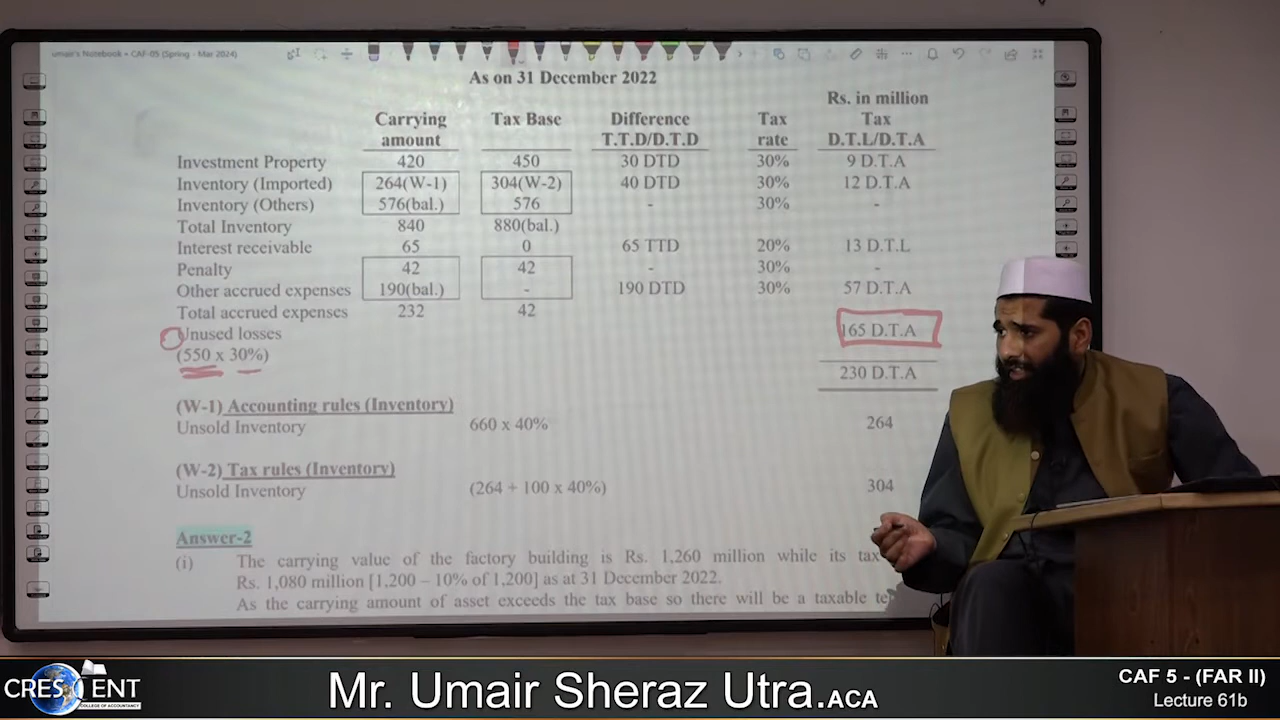 umair's Notebook » CAF-05 (Spring - Mar 2024)
As on 31 December 2022
Rs. in million
Carrying amount Tax Base Difference T.T.D/D.T.D Tax rate Tax D.T.L/D.T.A
Investment Property 420 450 30 DTD 30% 9 D.T.A
Inventory (Imported) 264(W-1) 304(W-2) 40 DTD 30% 12 D.T.A
Inventory (Others) 576(bal.) 576 - 30% -
Total Inventory 840 880(bal.)
Interest receivable 65 0 65 TTD 20% 13 D.T.L
Penalty 42 42 - 30% -
Other accrued expenses 190(bal.) - 190 DTD 30% 57 D.T.A
Total accrued expenses 232 42
Unused losses 165 D.T.A
(550 x 30%)
230 D.T.A
(W-1) Accounting rules (Inventory)
Unsold Inventory 660 x 40% 264
(W-2) Tax rules (Inventory)
Unsold Inventory (264 + 100 x 40%) 304
Answer-2
(i) The carrying value of the factory building is Rs. 1,260 million while its tax
Rs. 1,080 million [1,200 – 10% of 1,200] as at 31 December 2022.
As the carrying amount of asset exceeds the tax base so there will be a taxable te
CRESCENT
COLLEGE OF ACCOUNTANCY
Mr. Umair Sheraz Utra.ACA
CAF 5 - (FAR II)
Lecture 61b